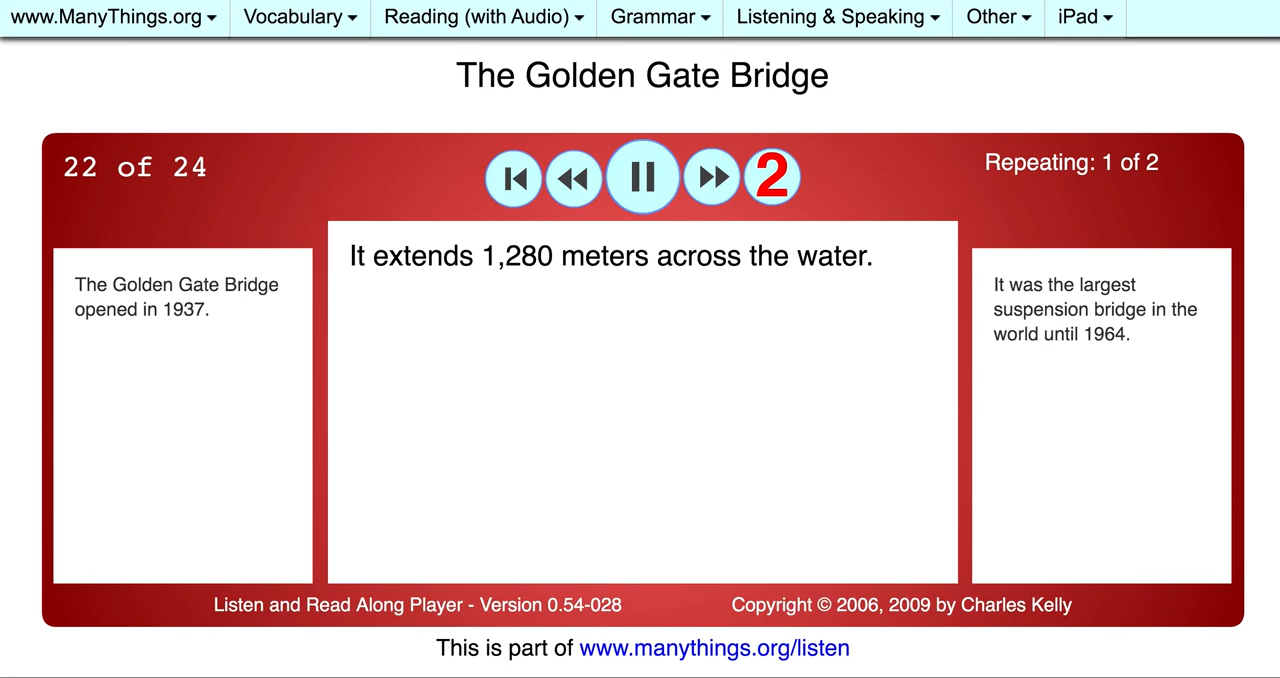 www.ManyThings.org Vocabulary Reading (with Audio) Grammar Listening & Speaking Other iPad
The Golden Gate Bridge
22 of 24
2
Repeating: 1 of 2
The Golden Gate Bridge
opened in 1937.
It extends 1,280 meters across the water.
It was the largest
suspension bridge in the
world until 1964.
Listen and Read Along Player - Version 0.54-028
Copyright © 2006, 2009 by Charles Kelly
This is part of www.manythings.org/listen